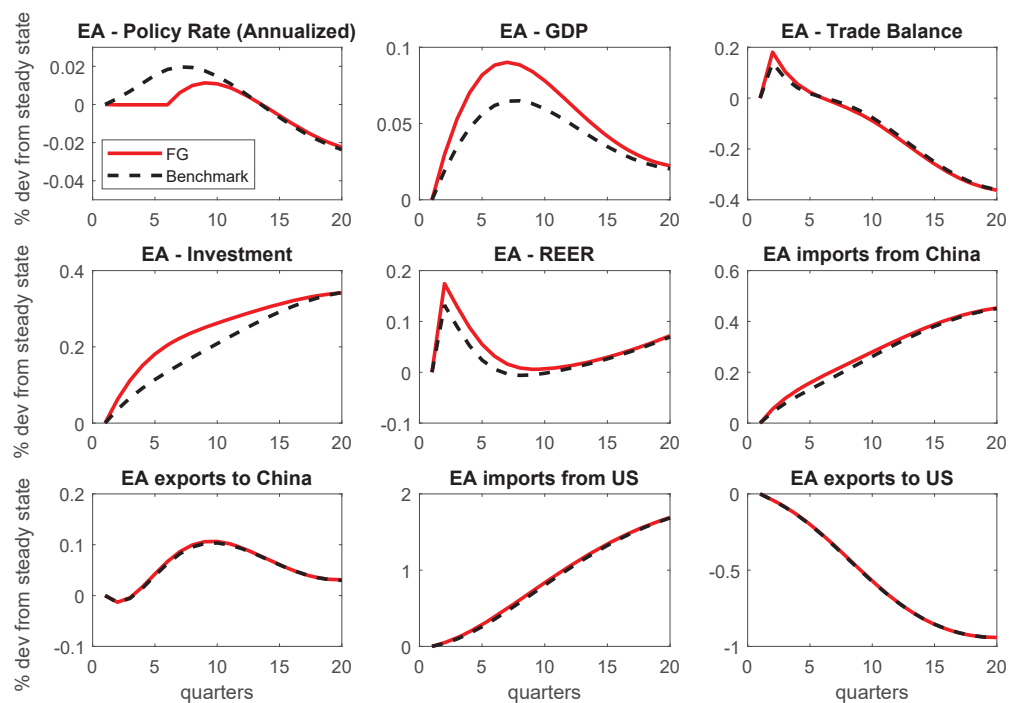 EA - Policy Rate (Annualized)
EA - GDP
EA - Trade Balance
% dev from steady state
0.02
0
-0.02
-0.04
FG
Benchmark
0 5 10 15 20
0.1
0.05
0
0 5 10 15 20
0.2
0
-0.2
-0.4
0 5 10 15 20
EA - Investment
EA - REER
EA imports from China
% dev from steady state
0.4
0.2
0
0 5 10 15 20
0.2
0.1
0
-0.1
0 5 10 15 20
0.6
0.4
0.2
0
0 5 10 15 20
EA exports to China
EA imports from US
EA exports to US
% dev from steady state
0.2
0.1
0
-0.1
0 5 10 15 20
quarters
2
1
0
0 5 10 15 20
quarters
0
-0.5
-1
0 5 10 15 20
quarters